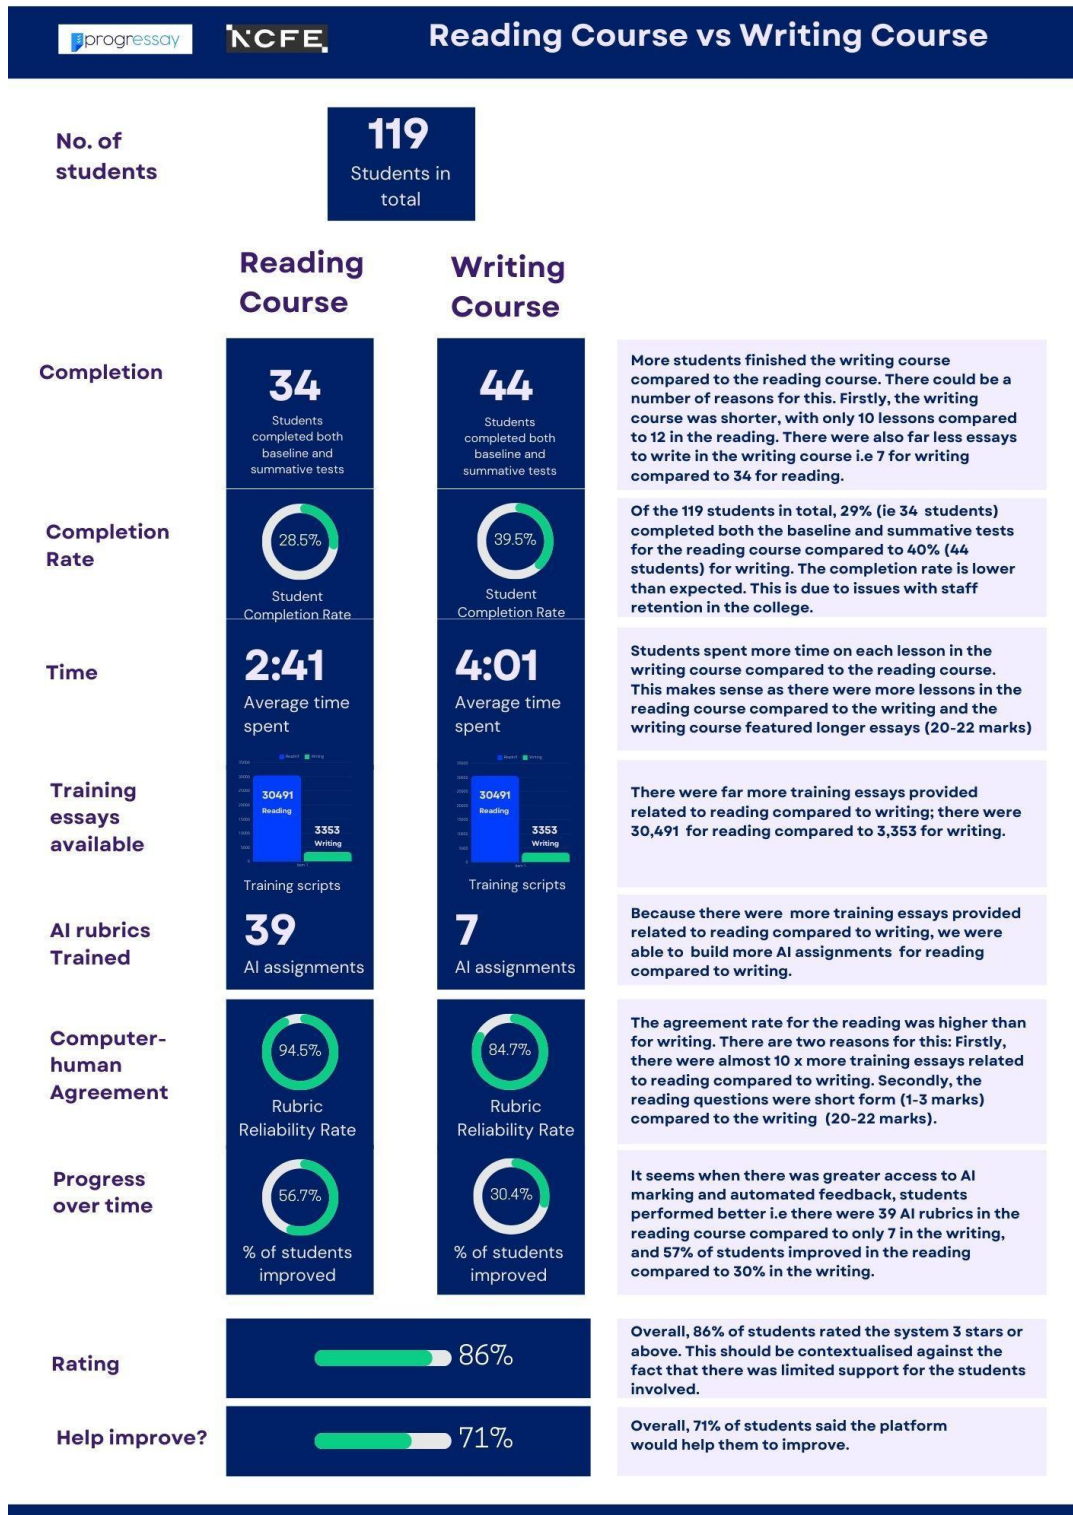 progressay
NCFE
Reading Course vs Writing Course
No. of
students
119
Students in
total
Reading
Course
Writing
Course
Completion
34
Students
completed both
baseline and
summative tests
44
Students
completed both
baseline and
summative tests
More students finished the writing course
compared to the reading course. There could be a
number of reasons for this. Firstly, the writing
course was shorter, with only 10 lessons compared
to 12 in the reading. There were also far less essays
to write in the writing course i.e 7 for writing
compared to 34 for reading.
Completion
Rate
28.5%
Student
Completion Rate
39.5%
Student
Completion Rate
Of the 119 students in total, 29% (ie 34 students)
completed both the baseline and summative tests
for the reading course compared to 40% (44
students) for writing. The completion rate is lower
than expected. This is due to issues with staff
retention in the college.
Time
2:41
Average time
spent
4:01
Average time
spent
Students spent more time on each lesson in the
writing course compared to the reading course.
This makes sense as there were more lessons in the
reading course compared to the writing and the
writing course featured longer essays (20-22 marks)
Training
essays
available
30491
Reading
3353
Writing
Training scripts
30491
Reading
3353
Writing
Training scripts
There were far more training essays provided
related to reading compared to writing; there were
30,491 for reading compared to 3,353 for writing.
AI rubrics
Trained
39
AI assignments
7
AI assignments
Because there were more training essays provided
related to reading compared to writing, we were
able to build more AI assignments for reading
compared to writing.
Computer-
human
Agreement
94.5%
Rubric
Reliability Rate
84.7%
Rubric
Reliability Rate
The agreement rate for the reading was higher than
for writing. There are two reasons for this: Firstly,
there were almost 10 x more training essays related
to reading compared to writing. Secondly, the
reading questions were short form (1-3 marks)
compared to the writing (20-22 marks).
Progress
over time
56.7%
% of students
improved
30.4%
% of students
improved
It seems when there was greater access to AI
marking and automated feedback, students
performed better i.e there were 39 AI rubrics in the
reading course compared to only 7 in the writing,
and 57% of students improved in the reading
compared to 30% in the writing.
Rating
86%
Overall, 86% of students rated the system 3 stars or
above. This should be contextualised against the
fact that there was limited support for the students
involved.
Help improve?
71%
Overall, 71% of students said the platform
would help them to improve.